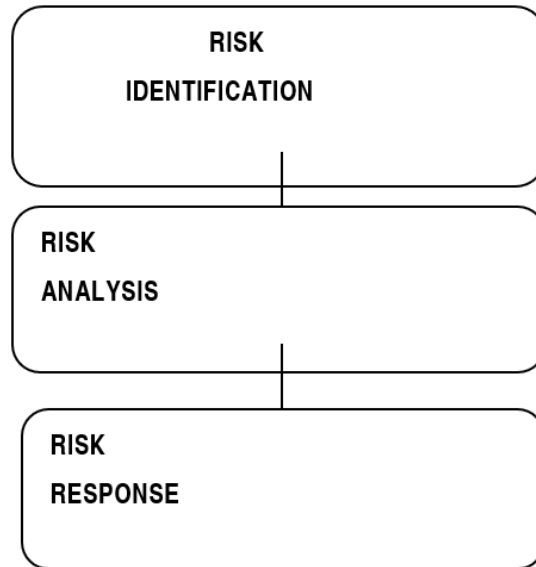 RISK
IDENTIFICATION
RISK
ANALYSIS
RISK
RESPONSE